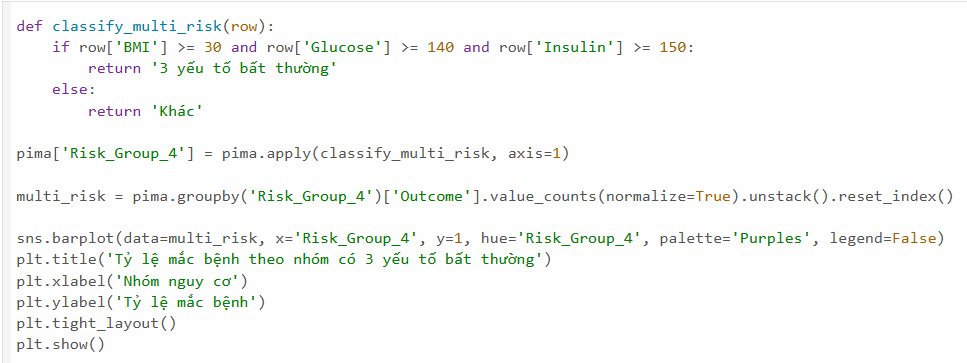 def classify_multi_risk(row):
    if row['BMI'] >= 30 and row['Glucose'] >= 140 and row['Insulin'] >= 150:
        return '3 yếu tố bất thường'
    else:
        return 'Khác'

pima['Risk_Group_4'] = pima.apply(classify_multi_risk, axis=1)

multi_risk = pima.groupby('Risk_Group_4')['Outcome'].value_counts(normalize=True).unstack().reset_index()

sns.barplot(data=multi_risk, x='Risk_Group_4', y=1, hue='Risk_Group_4', palette='Purples', legend=False)
plt.title('Tỷ lệ mắc bệnh theo nhóm có 3 yếu tố bất thường')
plt.xlabel('Nhóm nguy cơ')
plt.ylabel('Tỷ lệ mắc bệnh')
plt.tight_layout()
plt.show()